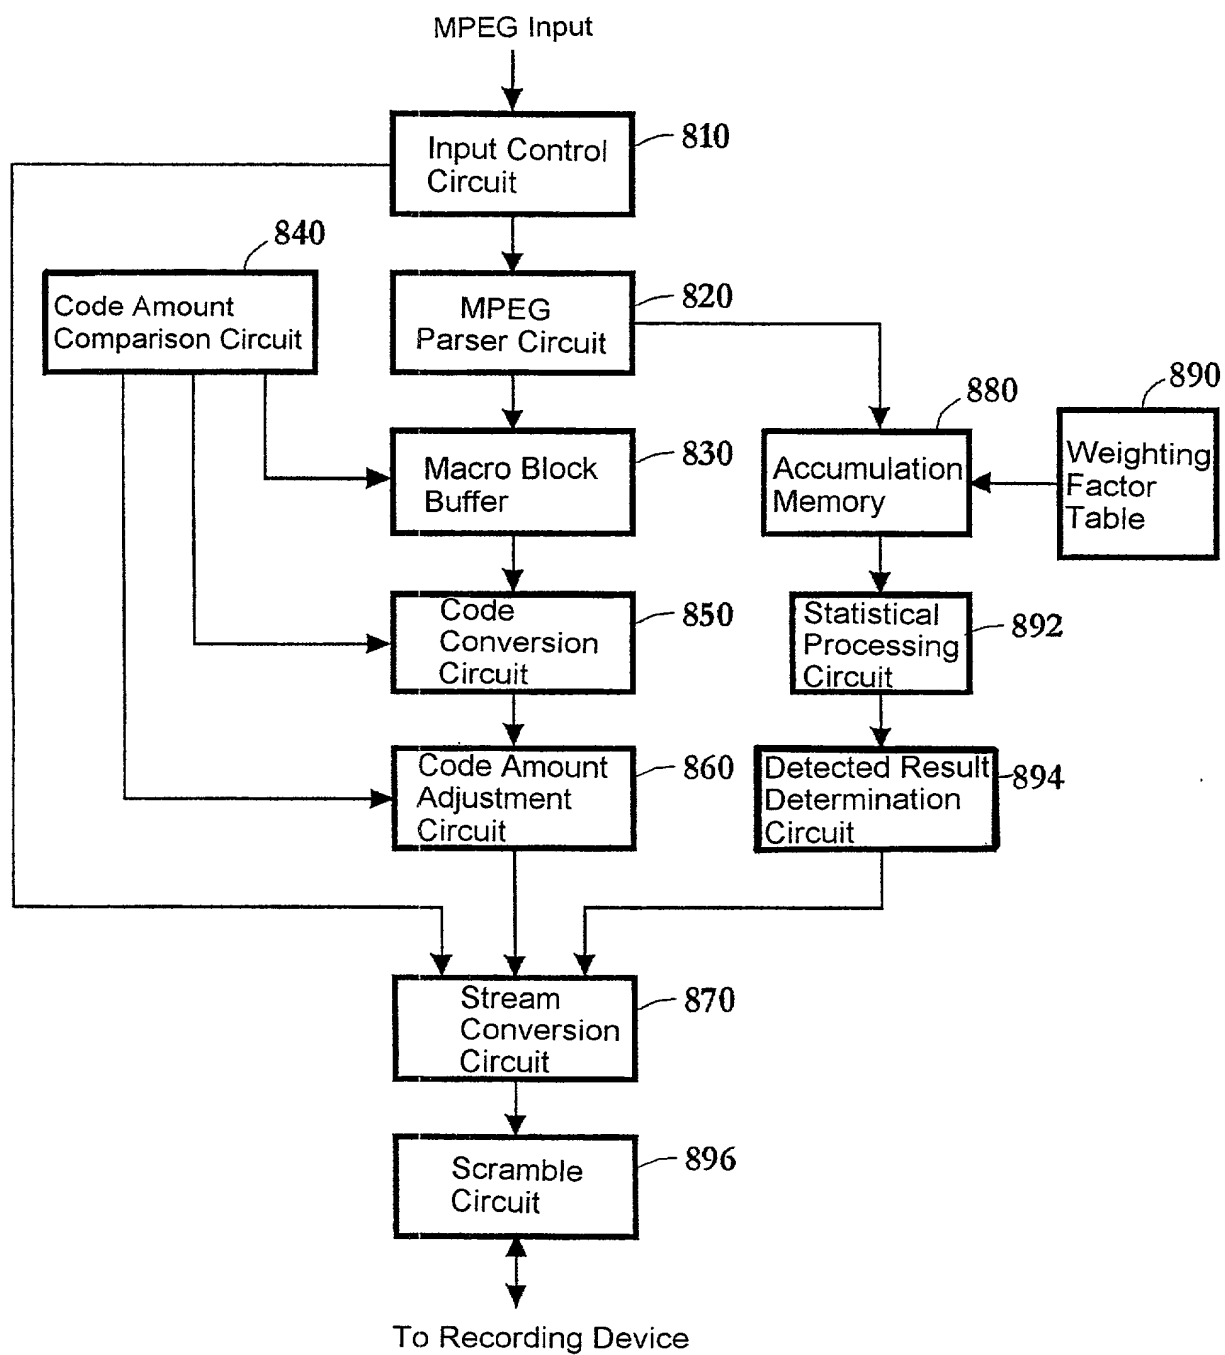 MPEG Input
Input Control
Circuit
810
840
Code Amount
Comparison Circuit
MPEG
Parser Circuit
820
880
890
Macro Block
Buffer
830
Accumulation
Memory
Weighting
Factor
Table
Code
Conversion
Circuit
850
Statistical
Processing
Circuit
892
Code Amount
Adjustment
Circuit
860
Detected Result
Determination
Circuit
894
Stream
Conversion
Circuit
870
Scramble
Circuit
896
To Recording Device